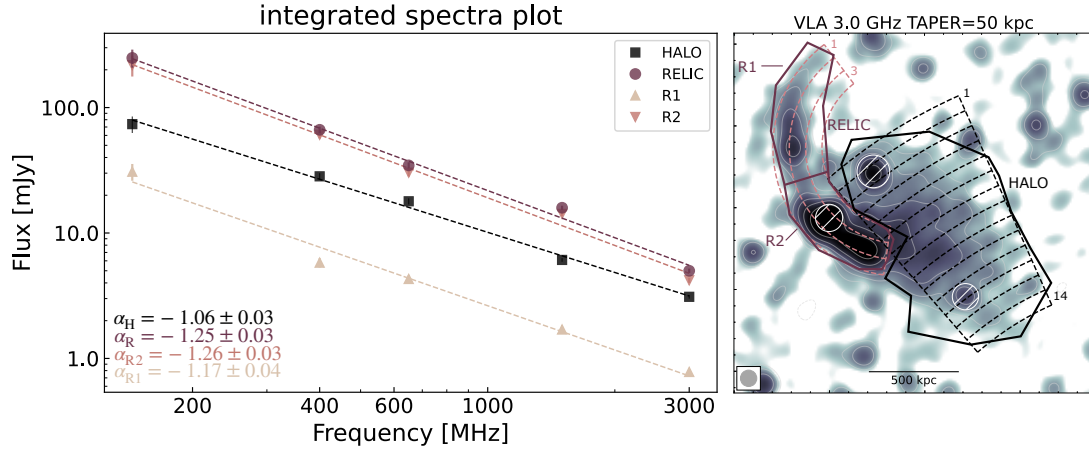 integrated spectra plot
Flux [mJy]
100.0
10.0
1.0
HALO
RELIC
R1
R2
α_H = − 1.06 ± 0.03
α_R = − 1.25 ± 0.03
α_R2 = − 1.26 ± 0.03
α_R1 = − 1.17 ± 0.04
200
400
600
1000
3000
Frequency [MHz]
VLA 3.0 GHz TAPER=50 kpc
R1
1
3
RELIC
1
HALO
R2
14
500 kpc